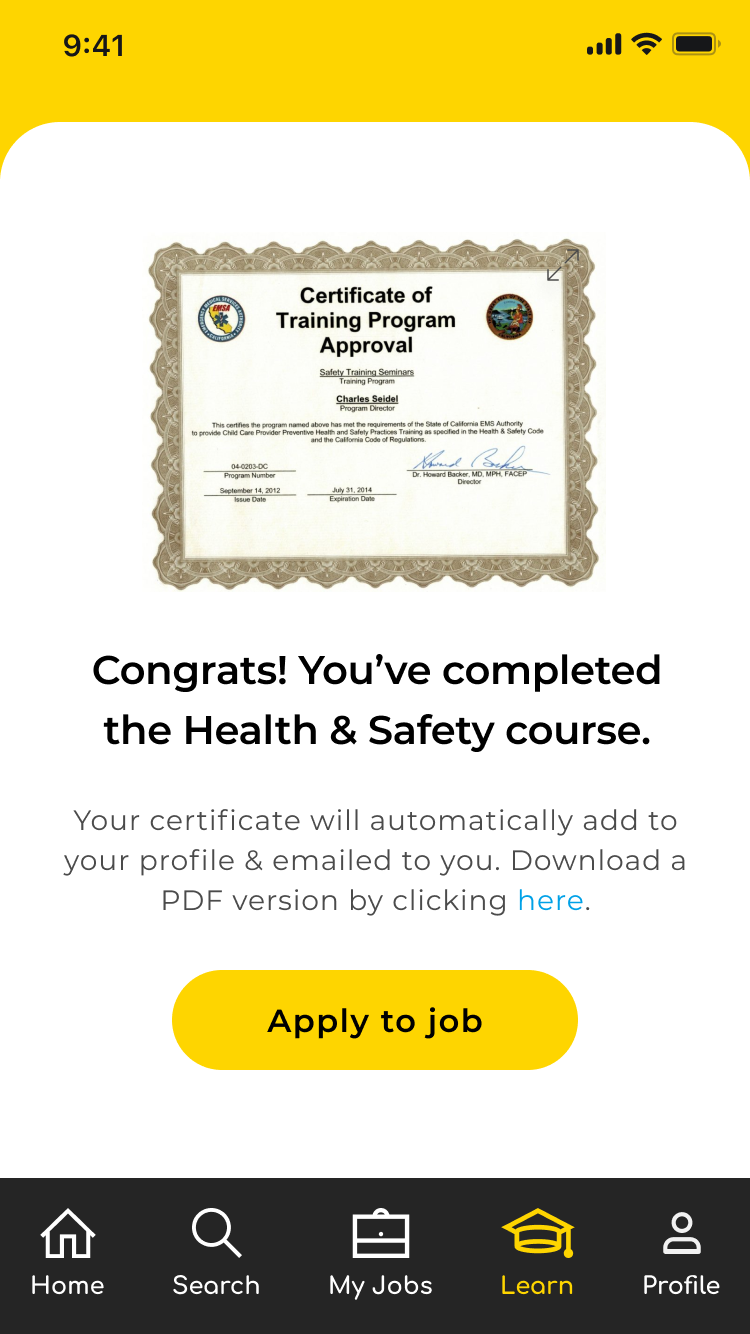 9:41
Certificate of
Training Program
Approval
EMSA
Safety Training Seminars
Training Program
Charles Seidel
Program Director
This certifies the program named above has met the requirements of the State of California EMS Authority
to provide Child Care Provider Preventive Health and Safety Practices Training as specified in the Health & Safety Code
and the California Code of Regulations.
04-0203-DC
Program Number
Howard Backer
Dr. Howard Backer, MD, MPH, FACEP
Director
September 14, 2012
Issue Date
July 31, 2014
Expiration Date
Congrats! You’ve completed
the Health & Safety course.
Your certificate will automatically add to
your profile & emailed to you. Download a
PDF version by clicking here.
Apply to job
Home
Search
My Jobs
Learn
Profile